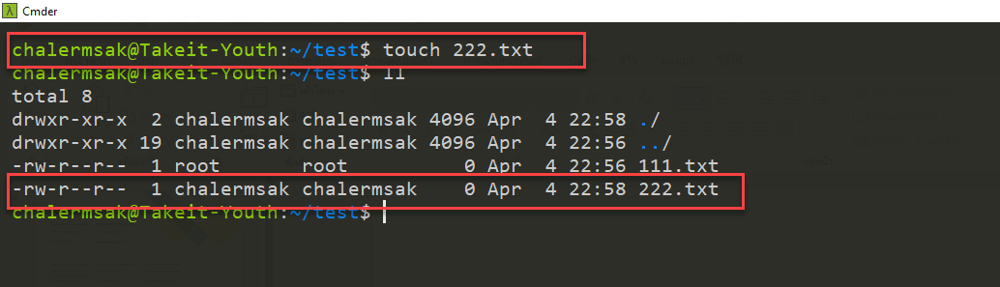 λ Cmder
chalermsak@Takeit-Youth:~/test$ touch 222.txt
chalermsak@Takeit-Youth:~/test$ ll
total 8
drwxr-xr-x  2 chalermsak chalermsak 4096 Apr  4 22:58 ./
drwxr-xr-x 19 chalermsak chalermsak 4096 Apr  4 22:56 ../
-rw-r--r--  1 root       root          0 Apr  4 22:56 111.txt
-rw-r--r--  1 chalermsak chalermsak    0 Apr  4 22:58 222.txt
chalermsak@Takeit-Youth:~/test$